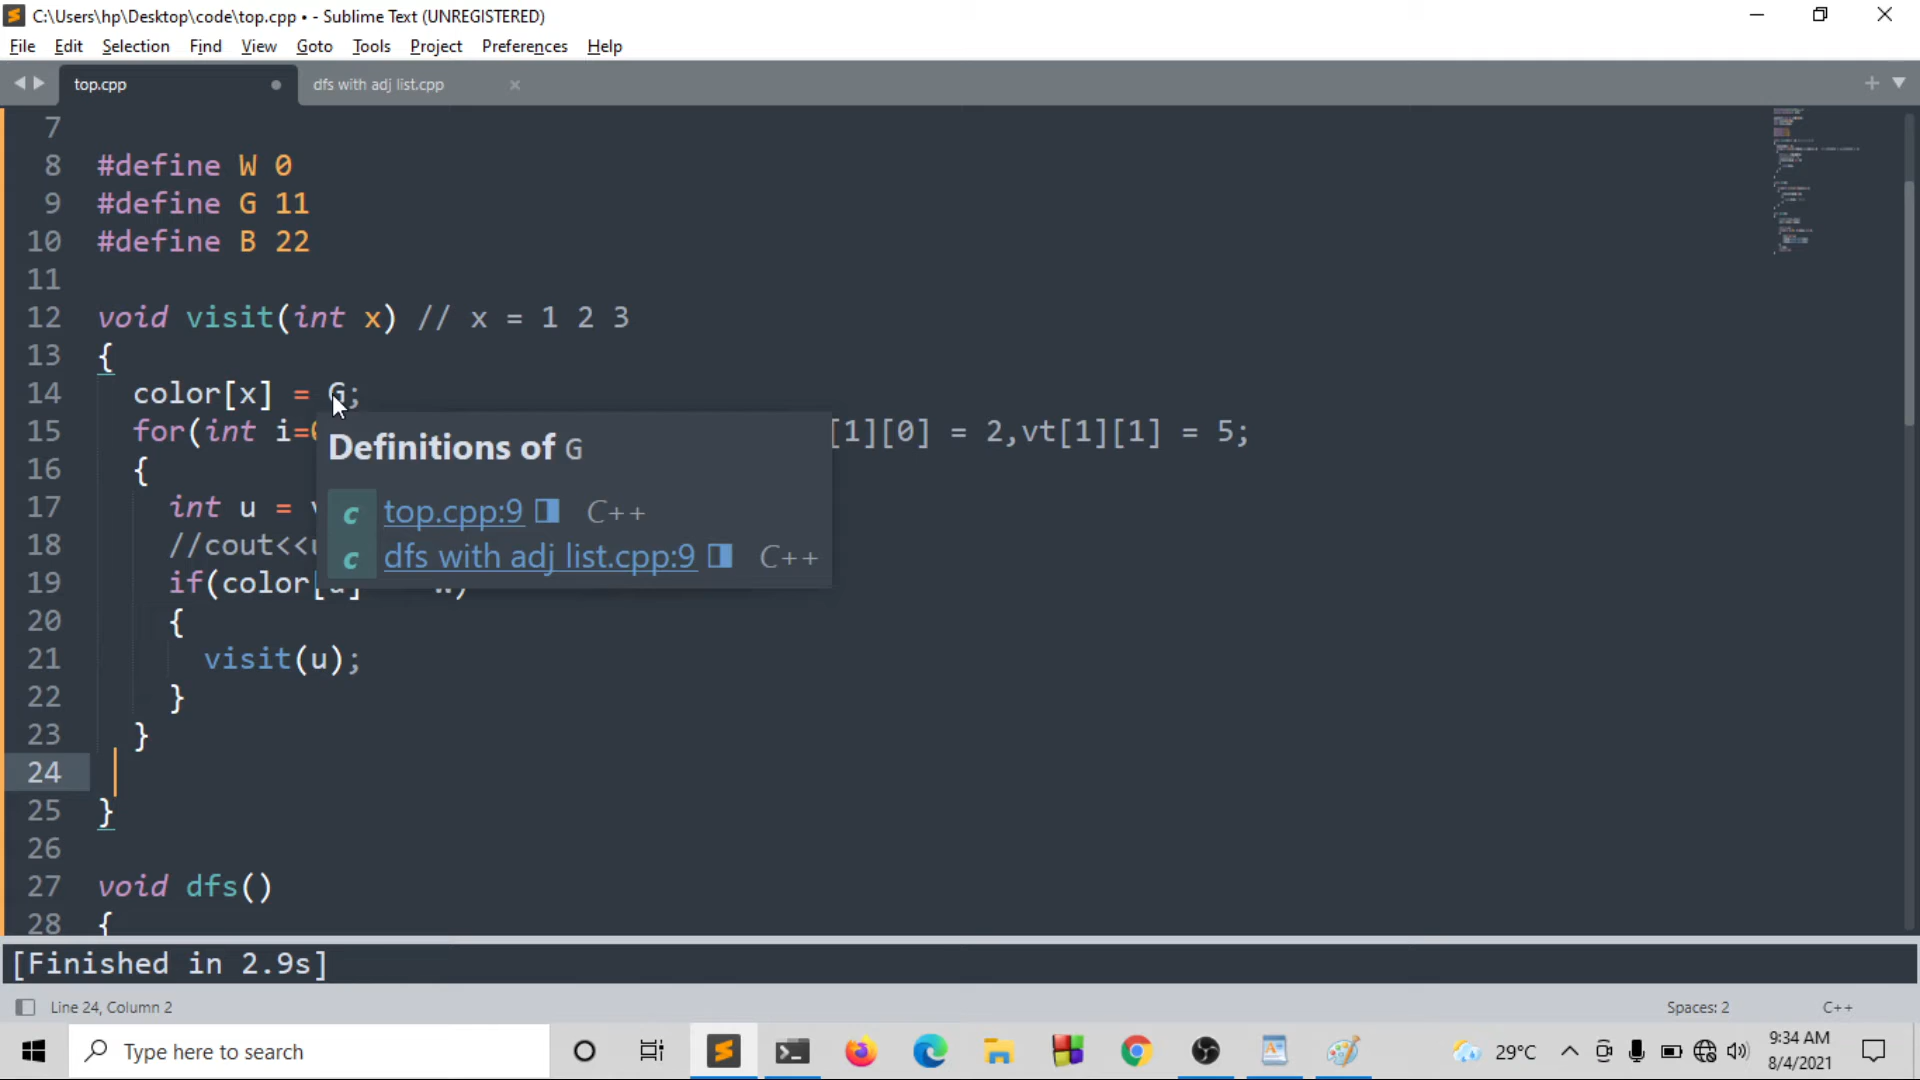 C:\Users\hp\Desktop\code\top.cpp • - Sublime Text (UNREGISTERED)
File Edit Selection Find View Goto Tools Project Preferences Help
top.cpp dfs with adj list.cpp
7
8 #define W 0
9 #define G 11
10 #define B 22
11
12 void visit(int x) // x = 1 2 3
13 {
14 color[x] = G;
15 for(int i=0 [1][0] = 2,vt[1][1] = 5;
Definitions of G
16 {
17 int u =
c top.cpp:9 C++
18 //cout<<u
c dfs with adj list.cpp:9 C++
19 if(color[u] W)
20 {
21 visit(u);
22 }
23 }
24
25 }
26
27 void dfs()
28 {
[Finished in 2.9s]
Line 24, Column 2 Spaces: 2 C++
Type here to search 29°C 9:34 AM
8/4/2021